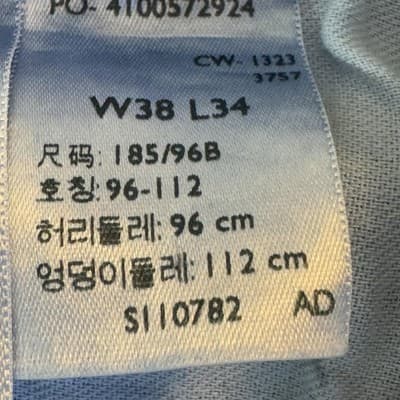 PO- 4100572924
CW- 1323
3757
W38 L34
尺码: 185/96B
호칭: 96-112
허리둘레: 96 cm
엉덩이둘레: 112 cm
S110782 AD